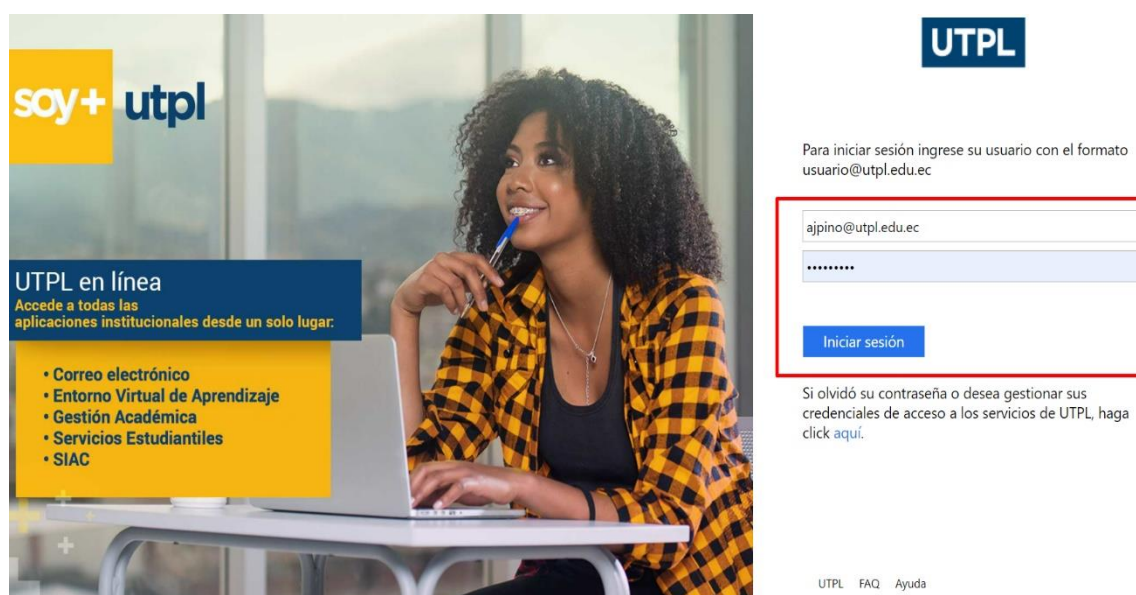 soy+ utpl
UTPL en línea
Accede a todas las
aplicaciones institucionales desde un solo lugar:
• Correo electrónico
• Entorno Virtual de Aprendizaje
• Gestión Académica
• Servicios Estudiantiles
• SIAC
UTPL
Para iniciar sesión ingrese su usuario con el formato
usuario@utpl.edu.ec
ajpino@utpl.edu.ec
•••••••••
Iniciar sesión
Si olvidó su contraseña o desea gestionar sus
credenciales de acceso a los servicios de UTPL, haga
click aquí.
UTPL FAQ Ayuda